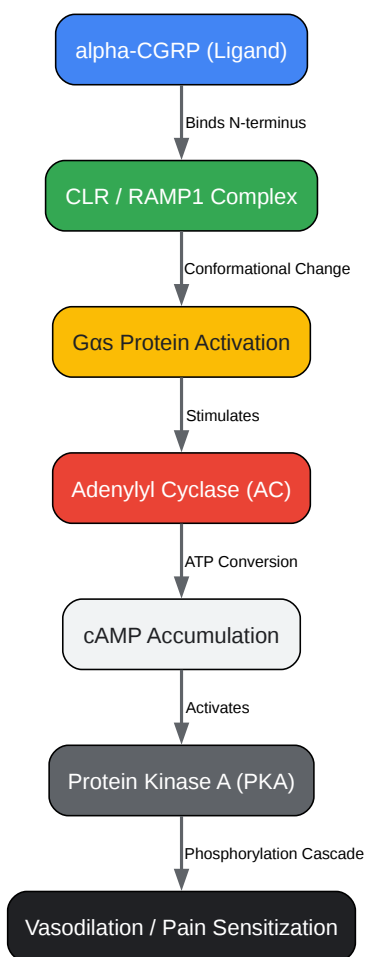 alpha-CGRP (Ligand)
Binds N-terminus
CLR / RAMP1 Complex
Conformational Change
Gαs Protein Activation
Stimulates
Adenylyl Cyclase (AC)
ATP Conversion
cAMP Accumulation
Activates
Protein Kinase A (PKA)
Phosphorylation Cascade
Vasodilation / Pain Sensitization